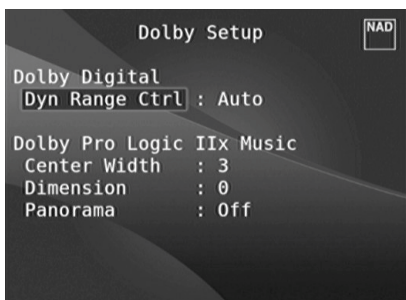 Dolby Setup
NAD
Dolby Digital
Dyn Range Ctrl : Auto
Dolby Pro Logic IIx Music
Center Width : 3
Dimension : 0
Panorama : Off